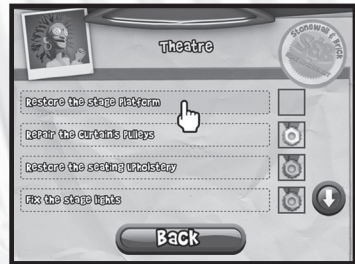 Theatre
Stonewall & Brick
Restore the stage Platform
Repair the curtain's Pulleys
Restore the seating upholstery
Fix the stage lights
Back